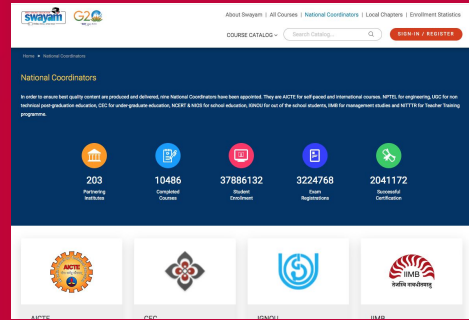 swayam
G20
About Swayam | All Courses | National Coordinators | Local Chapters | Enrollment Statistics
COURSE CATALOG
Search Catalog...
SIGN-IN / REGISTER
Home National Coordinators
National Coordinators
In order to ensure best quality content are produced and delivered, nine National Coordinators have been appointed. They are AICTE for self-paced and international courses. NPTEL for engineering, UGC for non
technical post-graduation education, CEC for under-graduate education, NCERT & NIOS for school education, IGNOU for out of the school students, IIMB for management studies and NITTTR for Teacher Training
programme.
203
Partnering
Institutes
10486
Completed
Courses
37886132
Student
Enrollment
3224768
Exam
Registrations
2041172
Successful
Certification
AICTE
IIMB
तेजस्वि नावधीतमस्तु
AICTE
CEC
IGNOU
IIMB